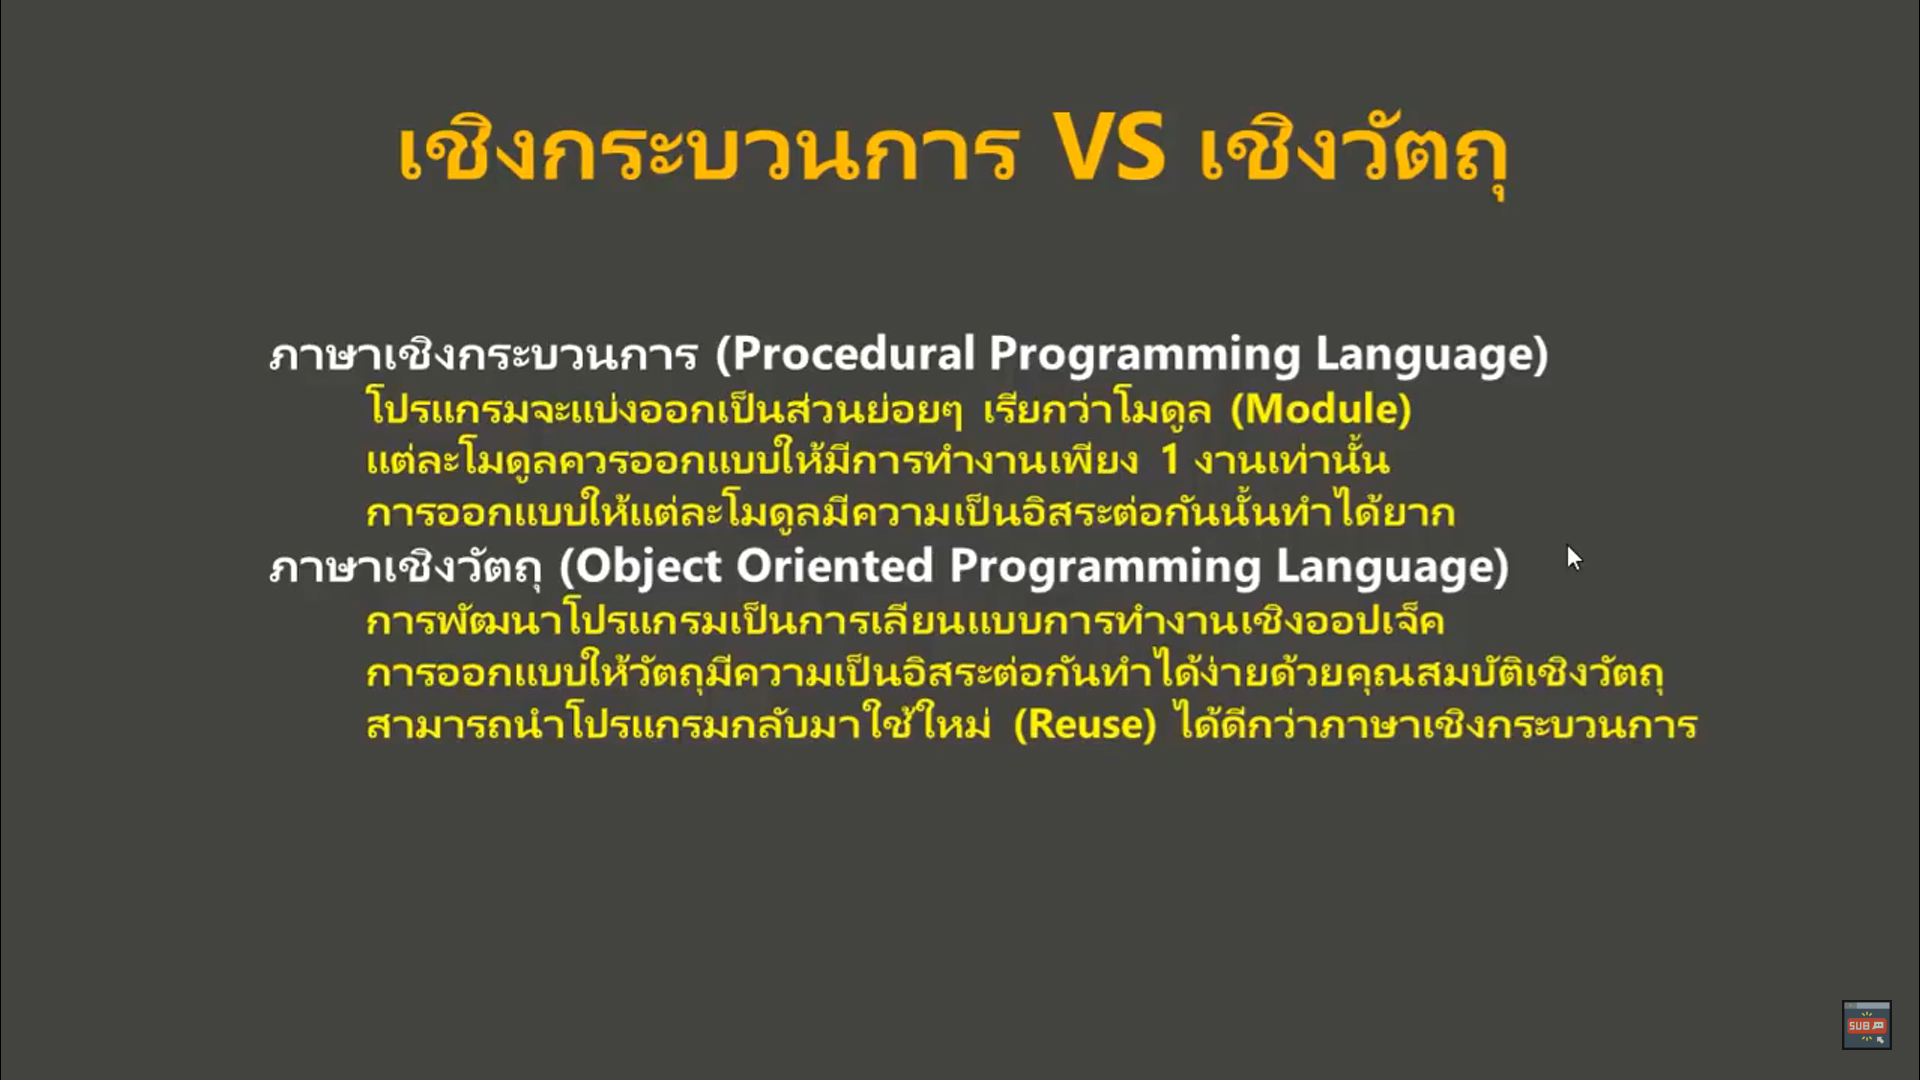 เชิงกระบวนการ VS เชิงวัตถุ
ภาษาเชิงกระบวนการ (Procedural Programming Language)
โปรแกรมจะแบ่งออกเป็นส่วนย่อยๆ เรียกว่าโมดูล (Module)
แต่ละโมดูลควรออกแบบให้มีการทำงานเพียง 1 งานเท่านั้น
การออกแบบให้แต่ละโมดูลมีความเป็นอิสระต่อกันนั้นทำได้ยาก
ภาษาเชิงวัตถุ (Object Oriented Programming Language)
การพัฒนาโปรแกรมเป็นการเลียนแบบการทำงานเชิงออปเจ็ค
การออกแบบให้วัตถุมีความเป็นอิสระต่อกันทำได้ง่ายด้วยคุณสมบัติเชิงวัตถุ
สามารถนำโปรแกรมกลับมาใช้ใหม่ (Reuse) ได้ดีกว่าภาษาเชิงกระบวนการ
SUB